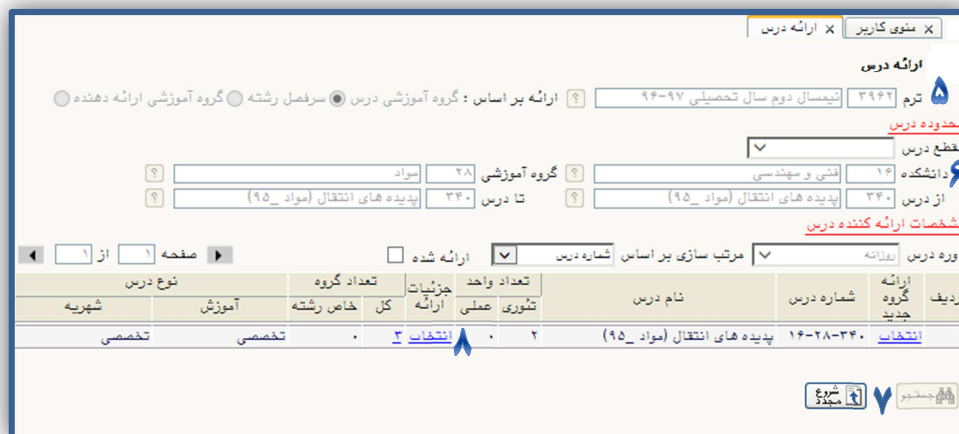 منوی کاربر × ارائه درس ×
ارائه درس
۵
ترم ۳۹۶۲ نیمسال دوم سال تحصیلی ۹۷-۹۶ ؟ ارائه بر اساس : گروه آموزشی درس سرفصل رشته گروه آموزشی ارائه دهنده
محدوده درس
مقطع درس
۶
دانشکده ۱۶ فنی و مهندسی ؟ گروه آموزشی ۲۸ مواد ؟
از درس ۳۴۰ پدیده های انتقال (مواد _۹۵) ؟ تا درس ۳۴۰ پدیده های انتقال (مواد _۹۵) ؟
مشخصات ارائه کننده درس
دوره درس روزانه مرتب سازی بر اساس شماره درس ارائه شده صفحه ۱ از ۱
ردیف ارائه گروه جدید شماره درس نام درس تعداد واحد تئوری عملی جزئیات ارائه تعداد گروه کل خاص رشته نوع درس آموزش شهریه
انتخاب ۳۴۰-۲۸-۱۶ پدیده های انتقال (مواد _۹۵) ۲ ۰ ۸ انتخاب ۳ ۰ تخصصی تخصصی
جستجو ۷ شروع مجدد